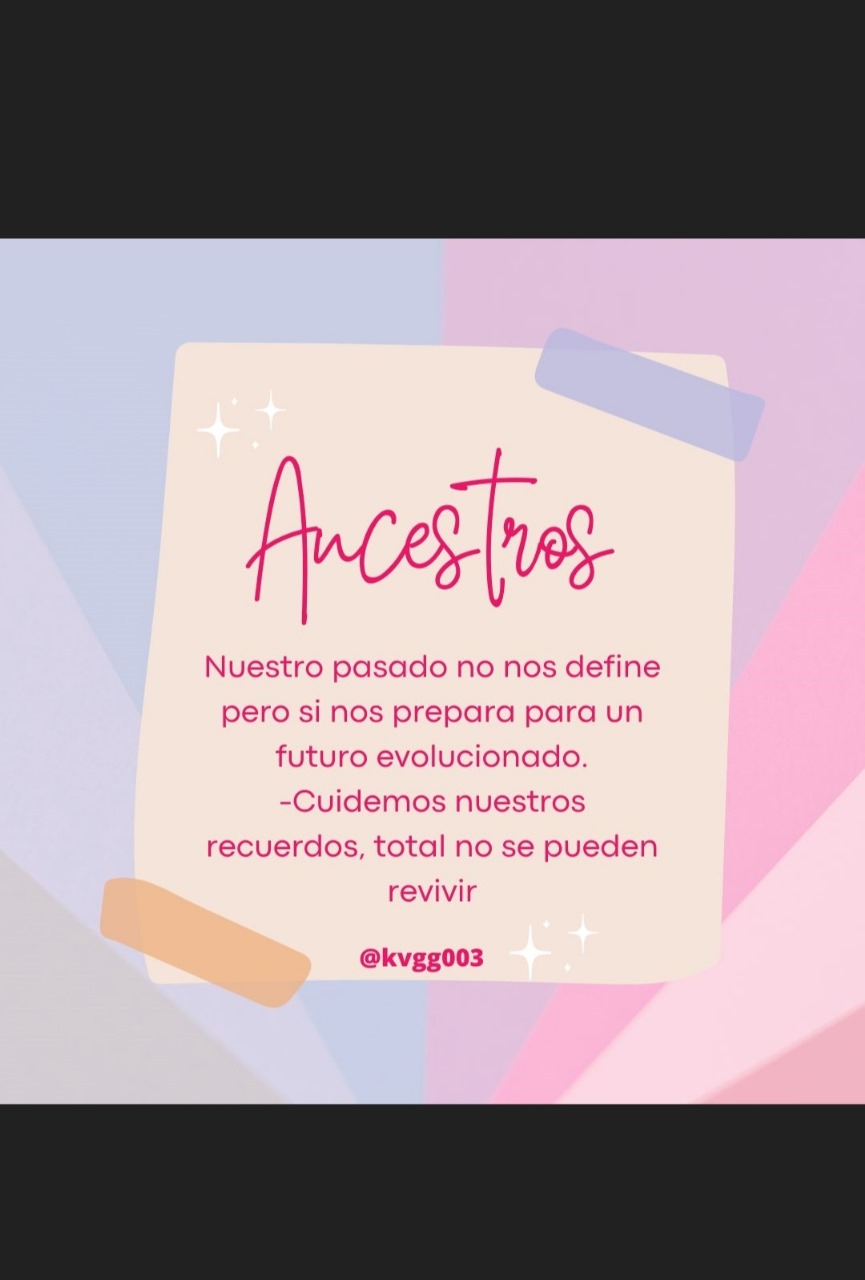 Ancestros
Nuestro pasado no nos define
pero si nos prepara para un
futuro evolucionado.
-Cuidemos nuestros
recuerdos, total no se pueden
revivir
@kvgg003